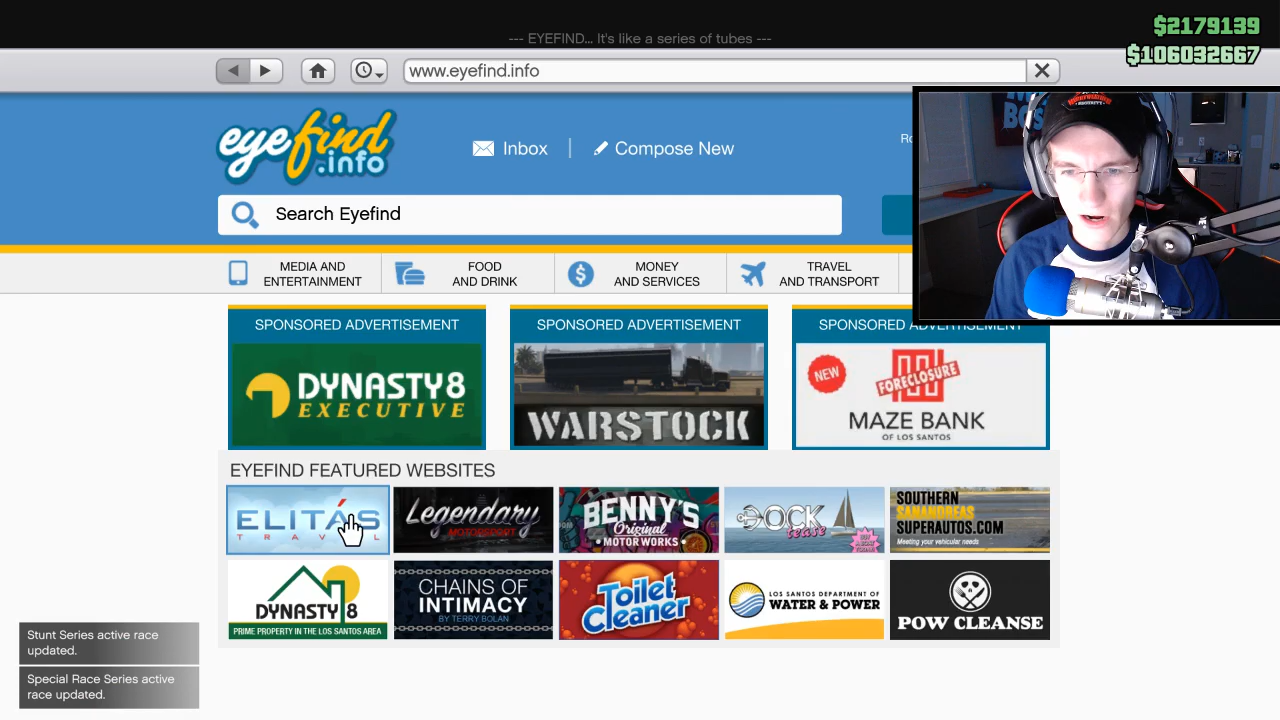 --- EYEFIND... It's like a series of tubes ---
$2179139
$106032667
www.eyefind.info
eyefind
.info
Inbox
Compose New
Search Eyefind
MEDIA AND
ENTERTAINMENT
FOOD
AND DRINK
MONEY
AND SERVICES
TRAVEL
AND TRANSPORT
SPONSORED ADVERTISEMENT
DYNASTY 8
EXECUTIVE
SPONSORED ADVERTISEMENT
WARSTOCK
SPONSORED ADVERTISEMENT
NEW
FORECLOSURE
MAZE BANK
OF LOS SANTOS
EYEFIND FEATURED WEBSITES
ELITÁS
TRAVEL
Legendary
MOTORSPORT
BENNY'S
Original
• MOTOR WORKS •
DOCK
tease
SOUTHERN
SANANDREAS
SUPERAUTOS.COM
Meeting your vehicular needs
DYNASTY 8
PRIME PROPERTY IN THE LOS SANTOS AREA
CHAINS OF
INTIMACY
BY TERRY BOLAN
Toilet
Cleaner
LOS SANTOS DEPARTMENT OF
WATER & POWER
POW CLEANSE
Stunt Series active race
updated.
Special Race Series active
race updated.